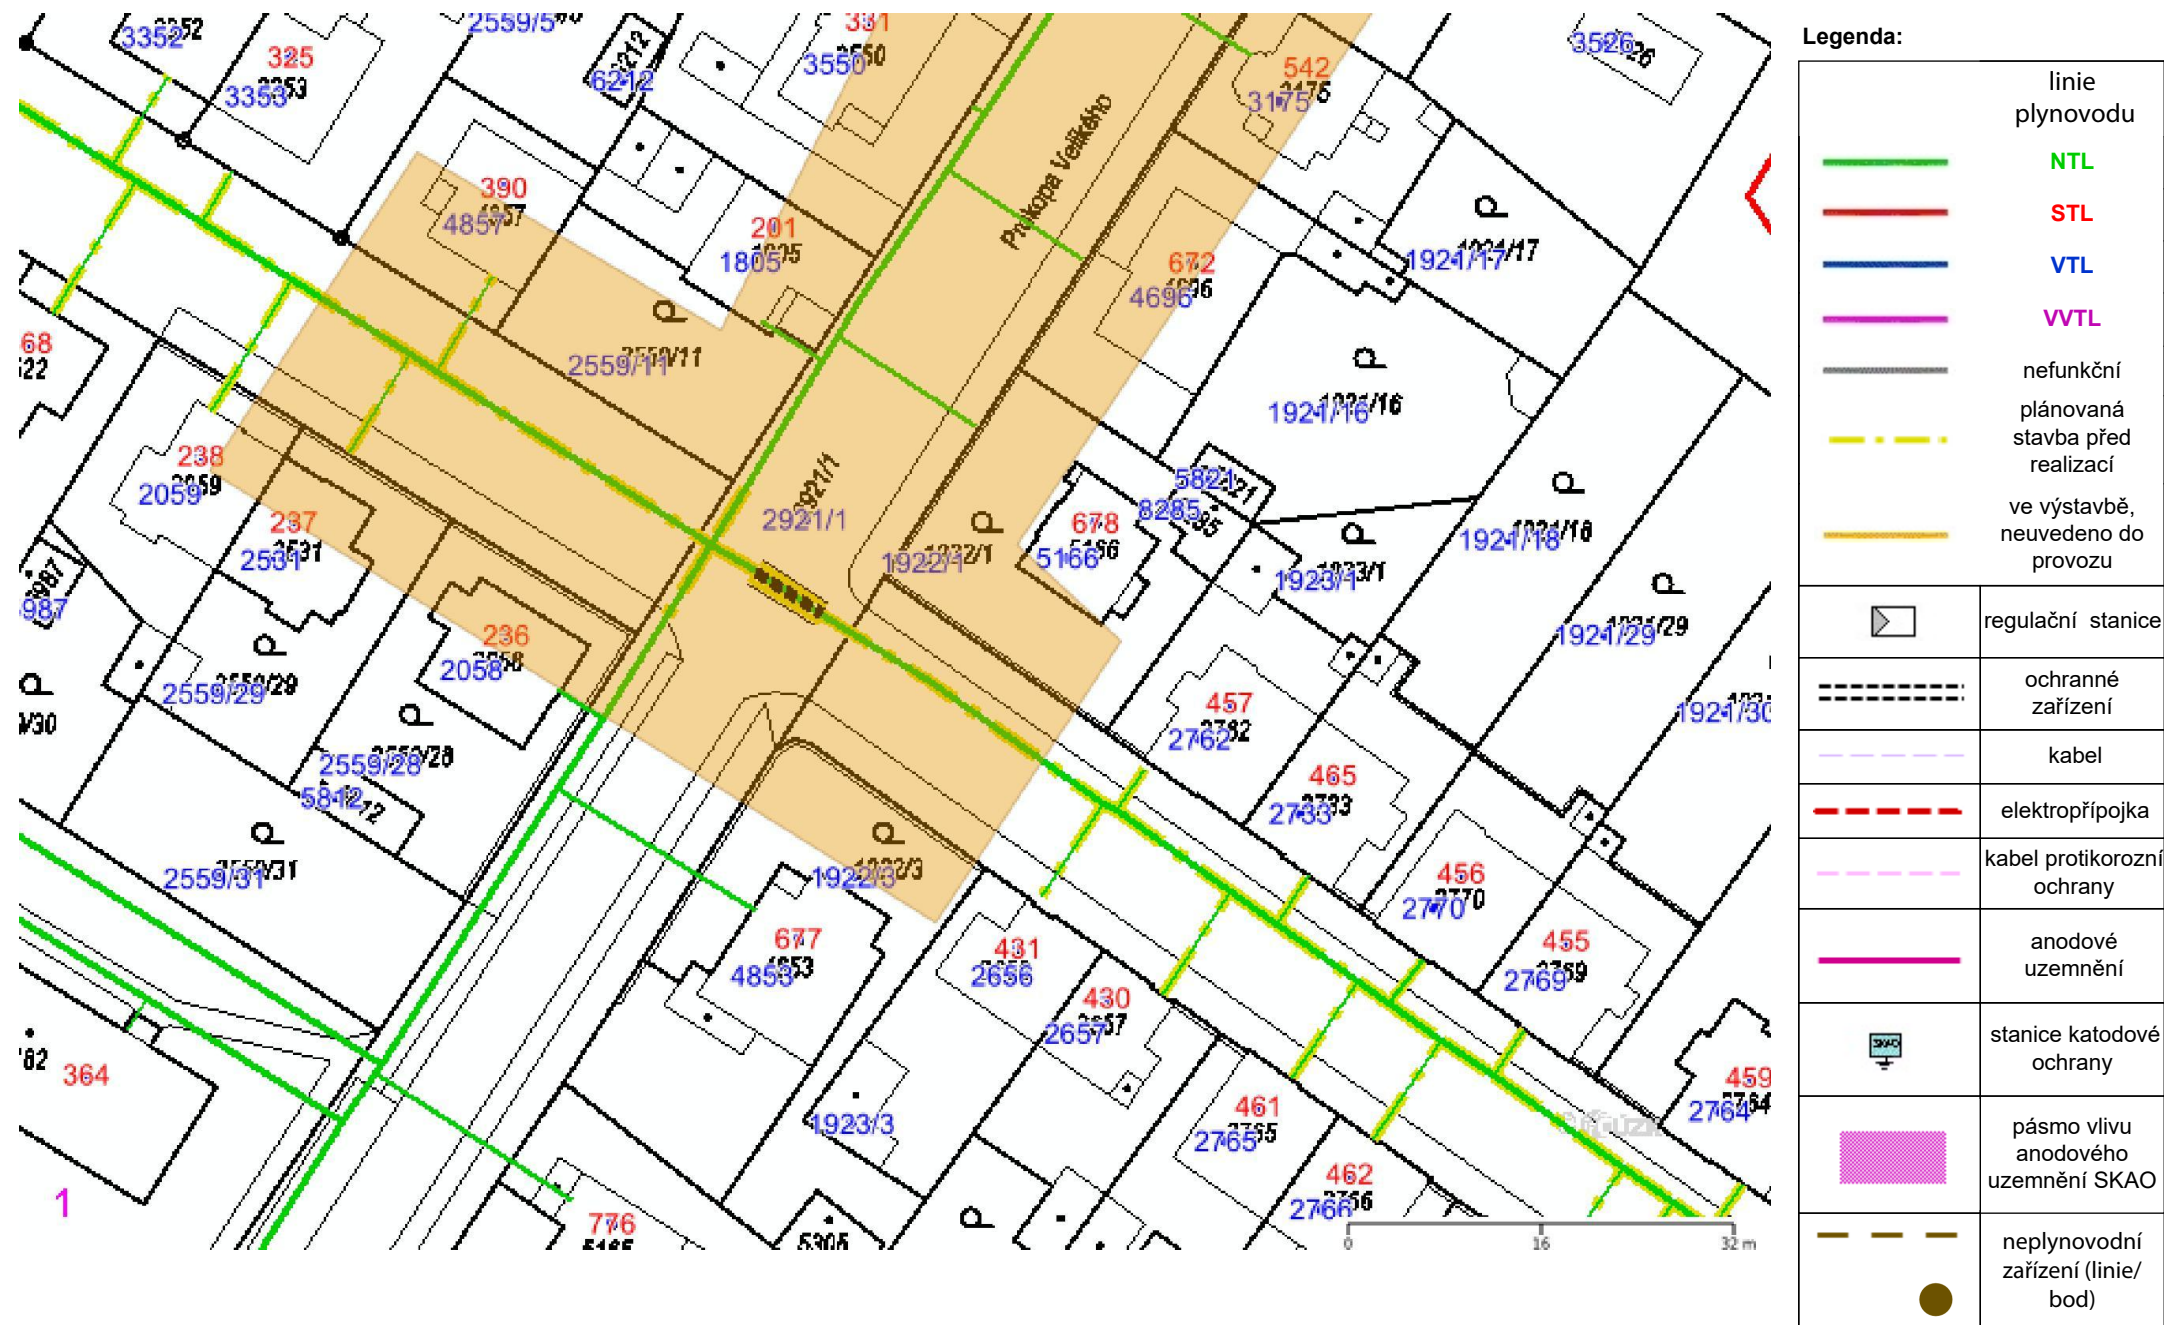 Legenda:
linie
plynovodu
NTL
STL
VTL
VVTL
nefunkční
plánovaná
stavba před
realizací
ve výstavbě,
neuvedeno do
provozu
regulační stanice
ochranné
zařízení
kabel
elektropřípojka
kabel protikorozní
ochrany
anodové
uzemnění
stanice katodové
ochrany
pásmo vlivu
anodového
uzemnění SKAO
neplynovodní
zařízení (linie/
bod)
3352
325
3353
2559/5
6212
331
3550
542
3175
3526
Prokopa Velikého
390
4857
201
1805
672
4696
1921/17
68
2559/11
1921/16
238
2059
237
2531
2921/1
1922/1
678
5166
5821
8285
1923/1
1921/18
1921/29
1921/30
987
236
2058
2559/29
2559/28
5812
2559/31
457
2762
465
2733
456
2770
455
2769
459
2764
1922/3
677
4853
431
2656
430
2657
461
2765
462
2766
364
1923/3
776
5165
5305
1
0 16 32 m